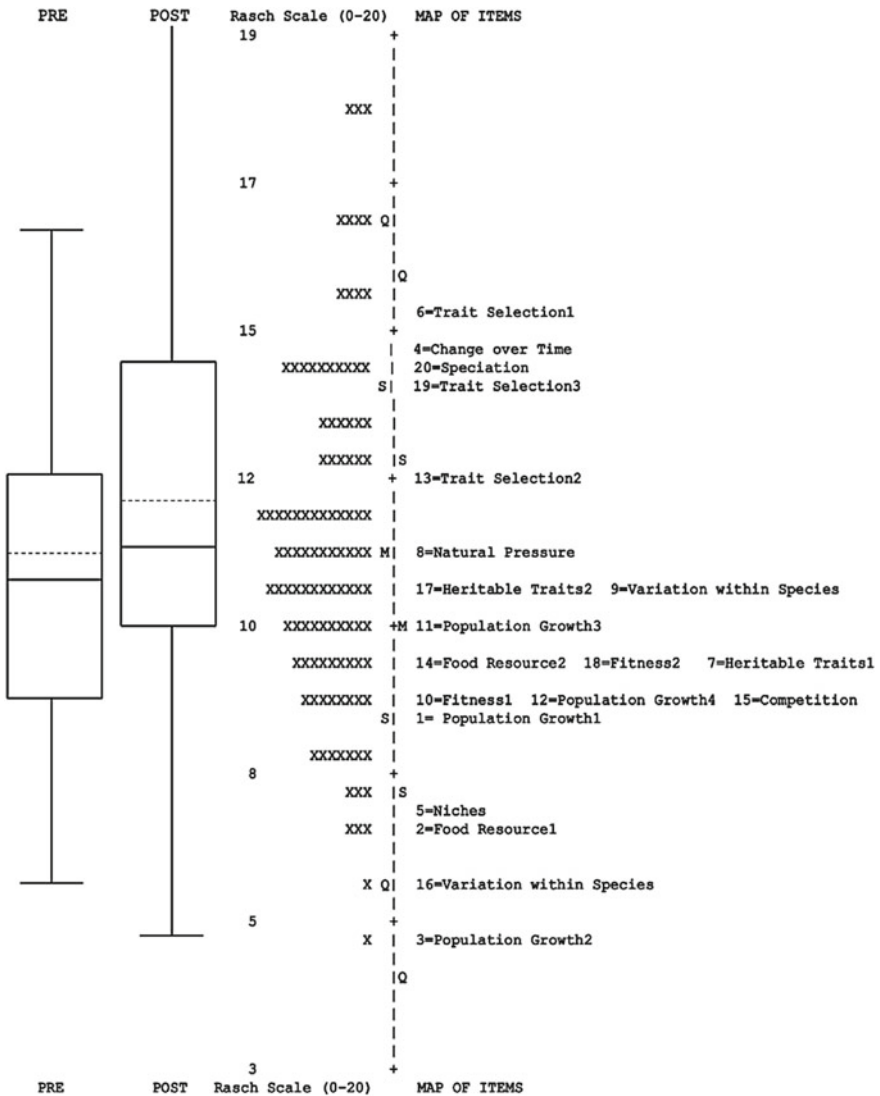 PRE POST Rasch Scale (0-20) MAP OF ITEMS
19 +
XXX
17 +
XXXX Q|
|Q
XXXX
6=Trait Selection1
15 +
4=Change over Time
XXXXXXXXXX | 20=Speciation
S| 19=Trait Selection3
XXXXXX
XXXXXX |S
12 + 13=Trait Selection2
XXXXXXXXXXXXX
XXXXXXXXXXX M| 8=Natural Pressure
XXXXXXXXXXXX | 17=Heritable Traits2 9=Variation within Species
10 XXXXXXXXXX +M 11=Population Growth3
XXXXXXXXX | 14=Food Resource2 18=Fitness2 7=Heritable Traits1
XXXXXXXX | 10=Fitness1 12=Population Growth4 15=Competition
S| 1= Population Growth1
XXXXXXX
8 +
XXX |S
5=Niches
XXX | 2=Food Resource1
X Q| 16=Variation within Species
5 +
X | 3=Population Growth2
|Q
3 +
PRE POST Rasch Scale (0-20) MAP OF ITEMS